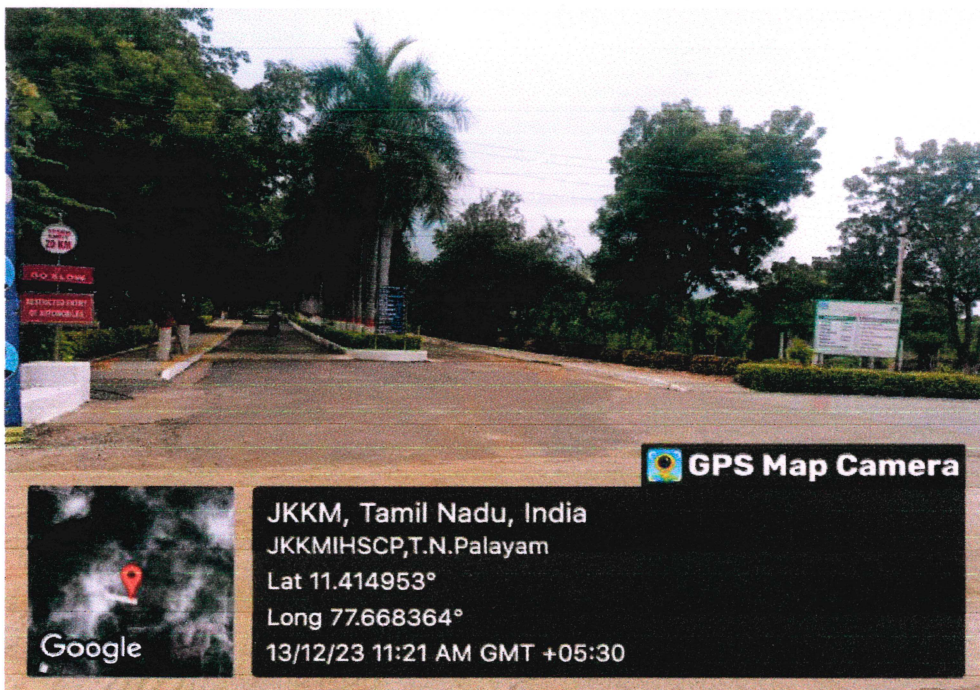 20 KM
GO SLOW
RESTRICTED ENTRY
OF AUTOMOBILES
GPS Map Camera
JKKM, Tamil Nadu, India
JKKMIHSCP,T.N.Palayam
Lat 11.414953°
Long 77.668364°
13/12/23 11:21 AM GMT +05:30
Google